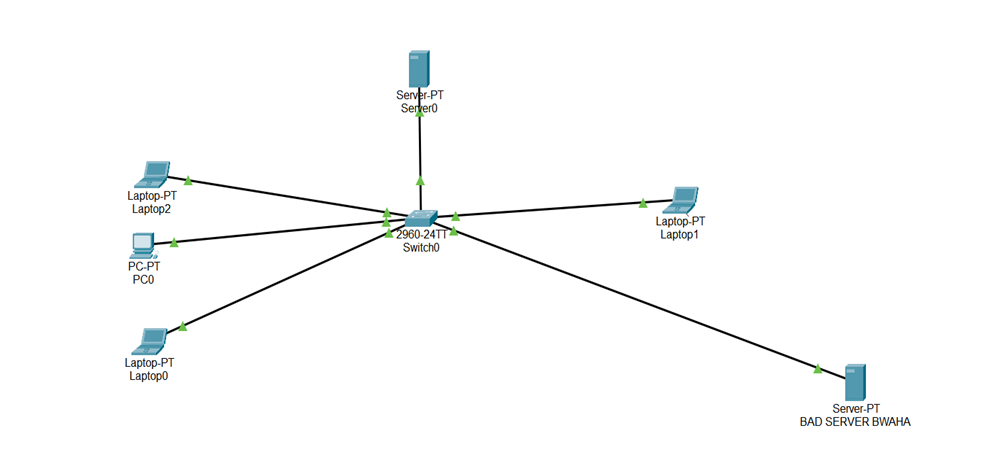 Server-PT
Server0
Laptop-PT
Laptop2
2960-24TT
Switch0
Laptop-PT
Laptop1
PC-PT
PC0
Laptop-PT
Laptop0
Server-PT
BAD SERVER BWAHA